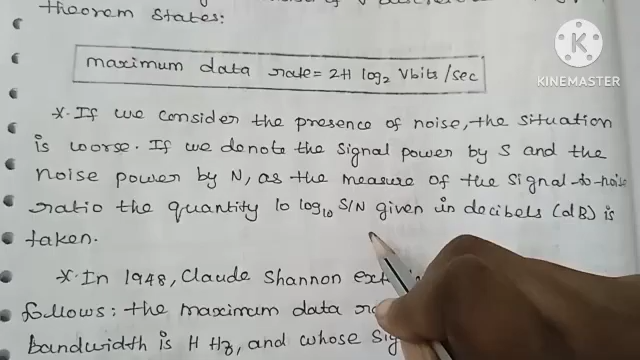 theorem states:
KINEMASTER
maximum data rate = 2H log₂ V bits/sec
*. If we consider the presence of noise, the situation
is worse. If we denote the signal power by S and the
noise power by N, as the measure of the signal-to-noise
ratio the quantity 10 log₁₀ S/N given in decibels (dB) is
taken.
*. In 1948, Claude Shannon
follows: the maximum data
bandwidth is H Hz, and whose